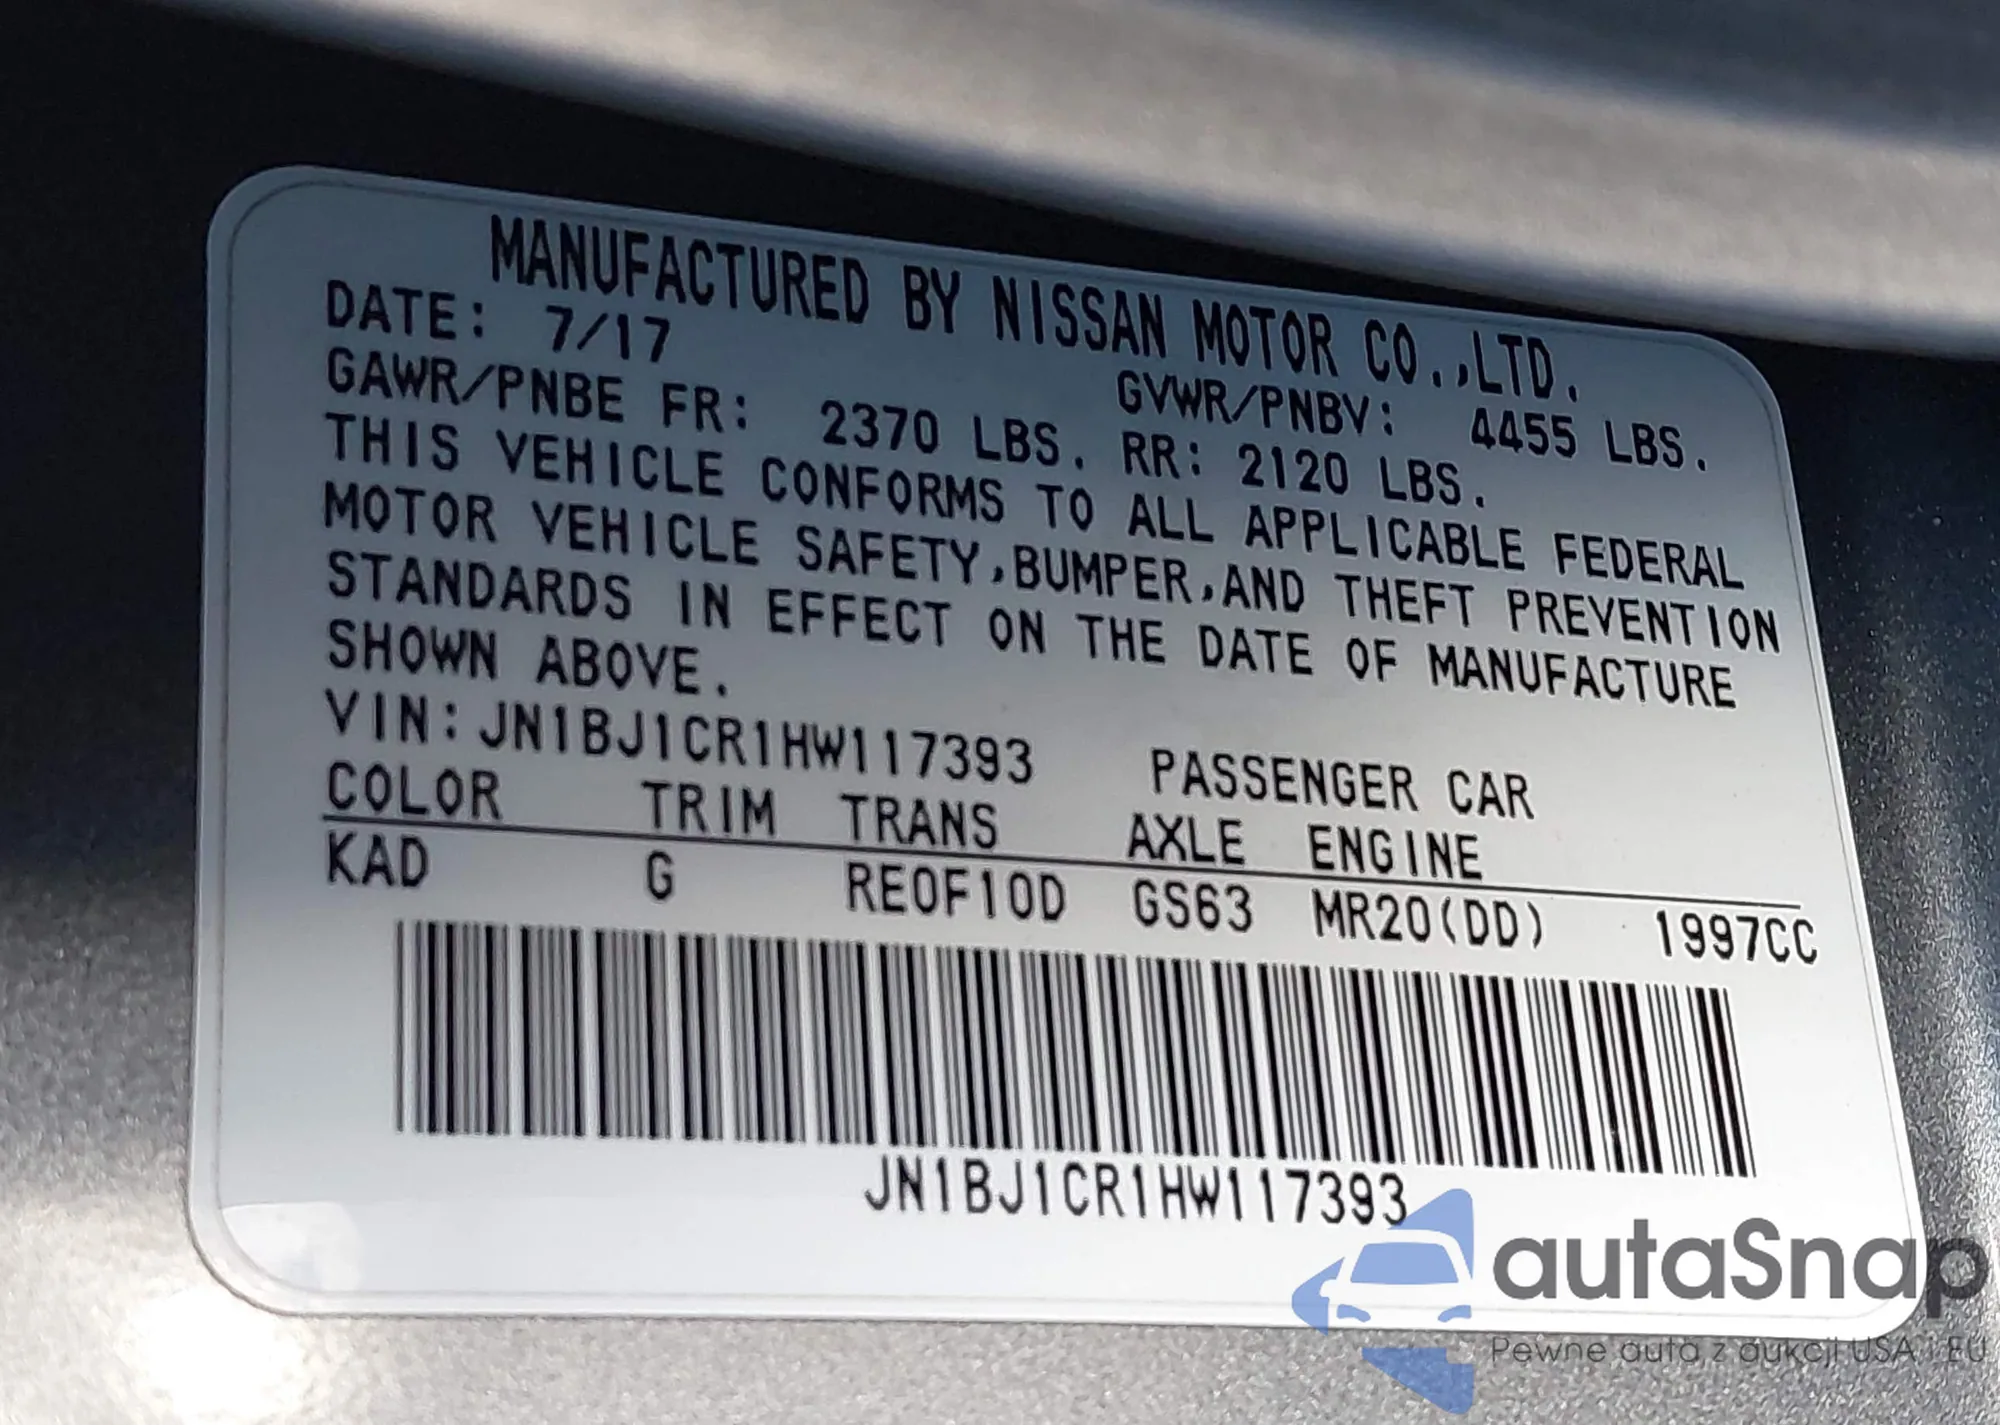 MANUFACTURED BY NISSAN MOTOR CO.,LTD.
DATE: 7/17 GVWR/PNBV: 4455 LBS.
GAWR/PNBE FR: 2370 LBS. RR: 2120 LBS.
THIS VEHICLE CONFORMS TO ALL APPLICABLE FEDERAL
MOTOR VEHICLE SAFETY,BUMPER,AND THEFT PREVENTION
STANDARDS IN EFFECT ON THE DATE OF MANUFACTURE
SHOWN ABOVE.
VIN:JN1BJ1CR1HW117393 PASSENGER CAR
COLOR TRIM TRANS AXLE ENGINE
KAD G RE0F10D GS63 MR20(DD) 1997CC
JN1BJ1CR1HW117393
autaSnap
Pewne auta z aukcji USA i EU